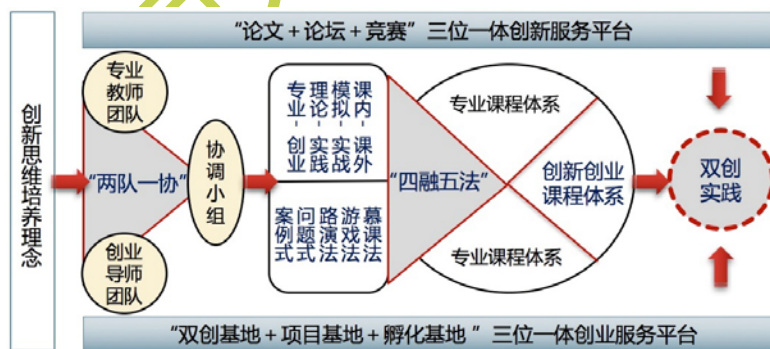 “论文+论坛+竞赛”三位一体创新服务平台
创新思维培养理念
专业
教师
团队
“两队一协”
创业
导师
团队
协调小组
专业-创业
理论-实践
模拟-实战
课内-课外
案例式
问题式
路演法
游戏法
慕课法
“四融五法”
专业课程体系
创新创业
课程体系
专业课程体系
双创
实践
“双创基地+项目基地+孵化基地”三位一体创业服务平台